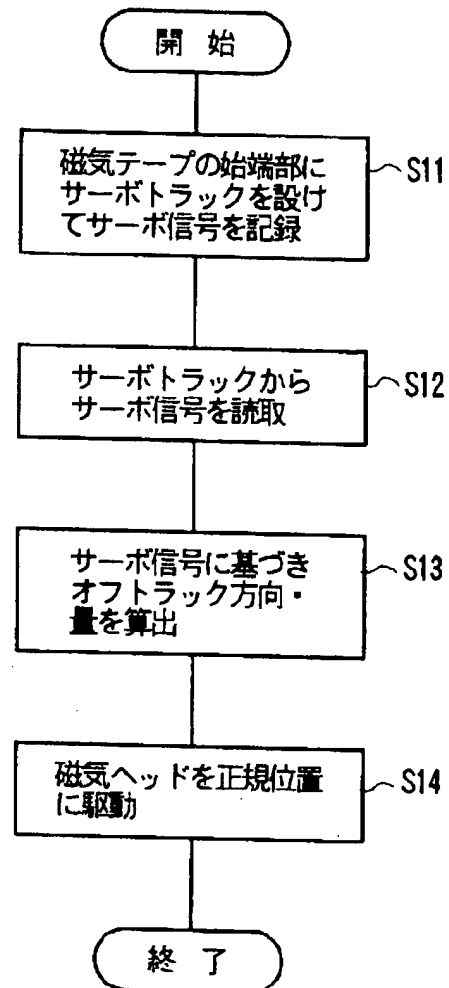 開 始
磁気テープの始端部に
サーボトラックを設け
てサーボ信号を記録
S11
サーボトラックから
サーボ信号を読取
S12
サーボ信号に基づき
オフトラック方向・
量を算出
S13
磁気ヘッドを正規位置
に駆動
S14
終 了